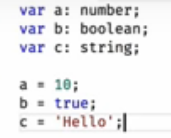 var a: number;
var b: boolean;
var c: string;
a = 10;
b = true;
c = 'Hello';